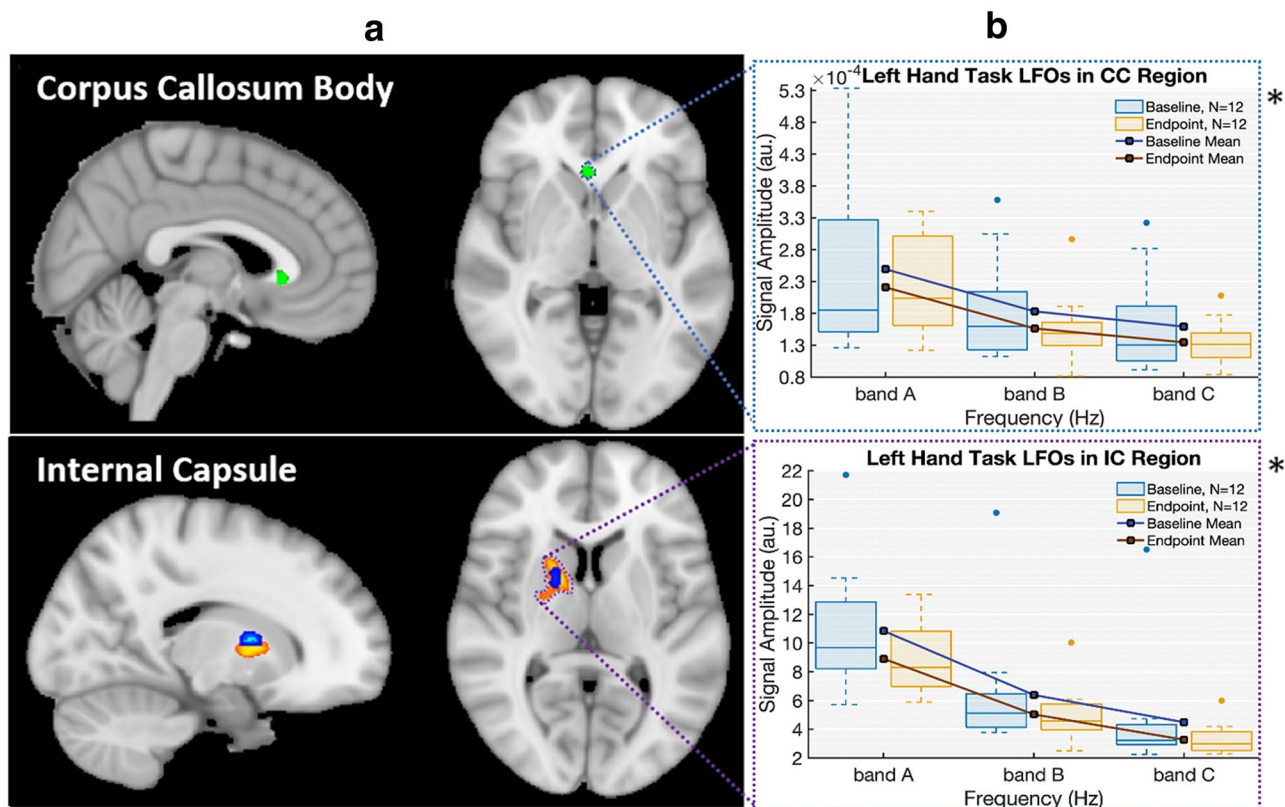 a
b
Corpus Callosum Body
×10⁻⁴
Left Hand Task LFOs in CC Region
*
5.3
4.8
4.3
3.8
3.3
2.8
2.3
1.8
1.3
0.8
Signal Amplitude (au.)
Baseline, N=12
Endpoint, N=12
Baseline Mean
Endpoint Mean
band A
band B
band C
Frequency (Hz)
Internal Capsule
Left Hand Task LFOs in IC Region
*
22
20
18
16
14
12
10
8
6
4
2
Signal Amplitude (au.)
Baseline, N=12
Endpoint, N=12
Baseline Mean
Endpoint Mean
band A
band B
band C
Frequency (Hz)